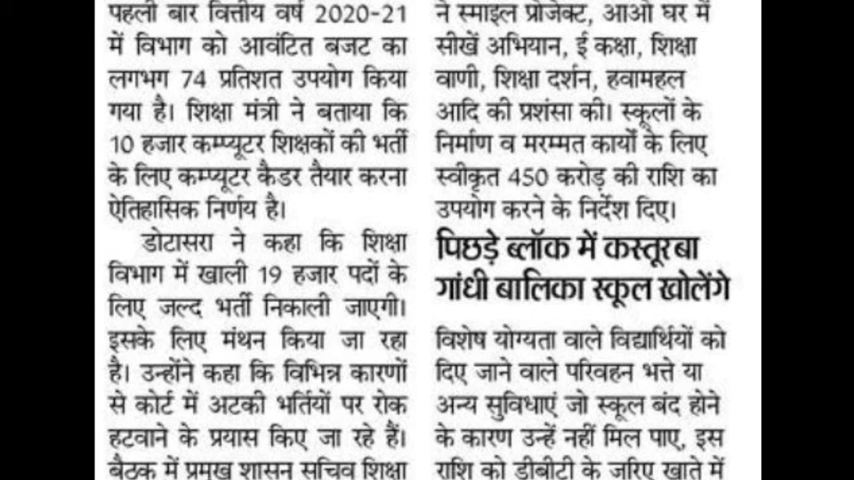 पहली बार वित्तीय वर्ष 2020-21
में विभाग को आवंटित बजट का
लगभग 74 प्रतिशत उपयोग किया
गया है। शिक्षा मंत्री ने बताया कि
10 हजार कम्प्यूटर शिक्षकों की भर्ती
के लिए कम्प्यूटर कैडर तैयार करना
ऐतिहासिक निर्णय है।
डोटासरा ने कहा कि शिक्षा
विभाग में खाली 19 हजार पदों के
लिए जल्द भर्ती निकाली जाएगी।
इसके लिए मंथन किया जा रहा
है। उन्होंने कहा कि विभिन्न कारणों
से कोर्ट में अटकी भर्तियों पर रोक
हटवाने के प्रयास किए जा रहे हैं।
बैठक में प्रमुख शासन सचिव शिक्षा
ने स्माइल प्रोजेक्ट, आओ घर में
सीखें अभियान, ई कक्षा, शिक्षा
वाणी, शिक्षा दर्शन, हवामहल
आदि की प्रशंसा की। स्कूलों के
निर्माण व मरम्मत कार्यों के लिए
स्वीकृत 450 करोड़ की राशि का
उपयोग करने के निर्देश दिए।
पिछड़े ब्लॉक में कस्तूरबा
गांधी बालिका स्कूल खोलेंगे
विशेष योग्यता वाले विद्यार्थियों को
दिए जाने वाले परिवहन भत्ते या
अन्य सुविधाएं जो स्कूल बंद होने
के कारण उन्हें नहीं मिल पाए, इस
राशि को डीबीटी के जरिए खाते में